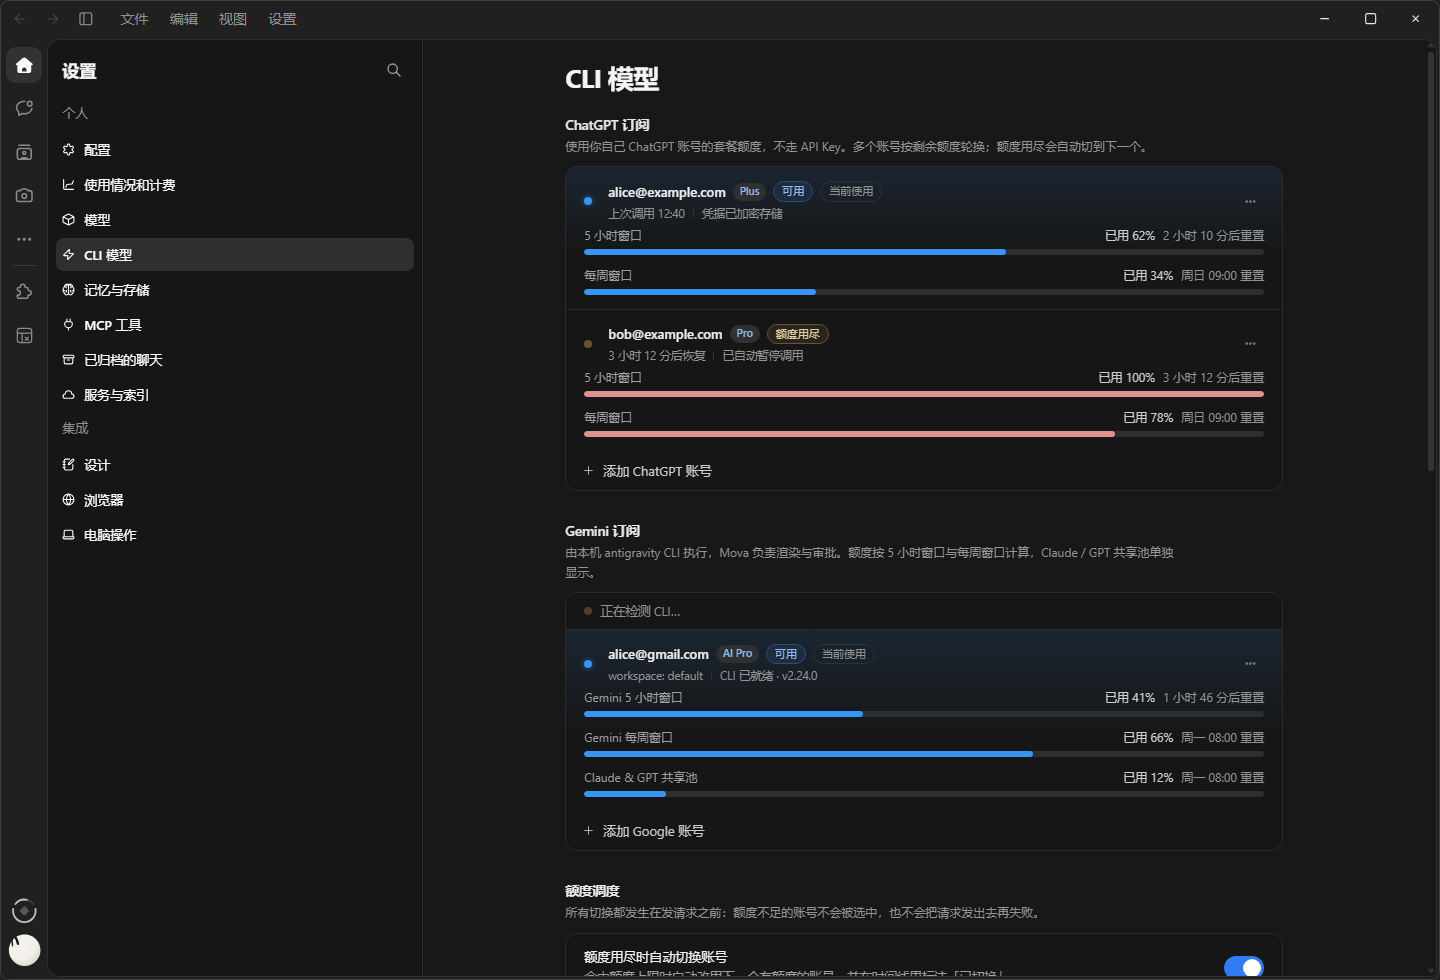 文件 编辑 视图 设置
设置
个人
配置
使用情况和计费
模型
CLI 模型
记忆与存储
MCP 工具
已归档的聊天
服务与索引
集成
设计
浏览器
电脑操作
CLI 模型
ChatGPT 订阅
使用你自己 ChatGPT 账号的套餐额度，不走 API Key。多个账号按剩余额度轮换；额度用尽会自动切到下一个。
alice@example.com Plus 可用 当前使用
上次调用 12:40 凭据已加密存储
5 小时窗口 已用 62% 2 小时 10 分后重置
每周窗口 已用 34% 周日 09:00 重置
bob@example.com Pro 额度用尽
3 小时 12 分后恢复 已自动暂停调用
5 小时窗口 已用 100% 3 小时 12 分后重置
每周窗口 已用 78% 周日 09:00 重置
+ 添加 ChatGPT 账号
Gemini 订阅
由本机 antigravity CLI 执行，Mova 负责渲染与审批。额度按 5 小时窗口与每周窗口计算，Claude / GPT 共享池单独
显示。
正在检测 CLI...
alice@gmail.com AI Pro 可用 当前使用
workspace: default CLI 已就绪 · v2.24.0
Gemini 5 小时窗口 已用 41% 1 小时 46 分后重置
Gemini 每周窗口 已用 66% 周一 08:00 重置
Claude & GPT 共享池 已用 12% 周一 08:00 重置
+ 添加 Google 账号
额度调度
所有切换都发生在发请求之前：额度不足的账号不会被选中，也不会把请求发出去再失败。
额度用尽时自动切换账号